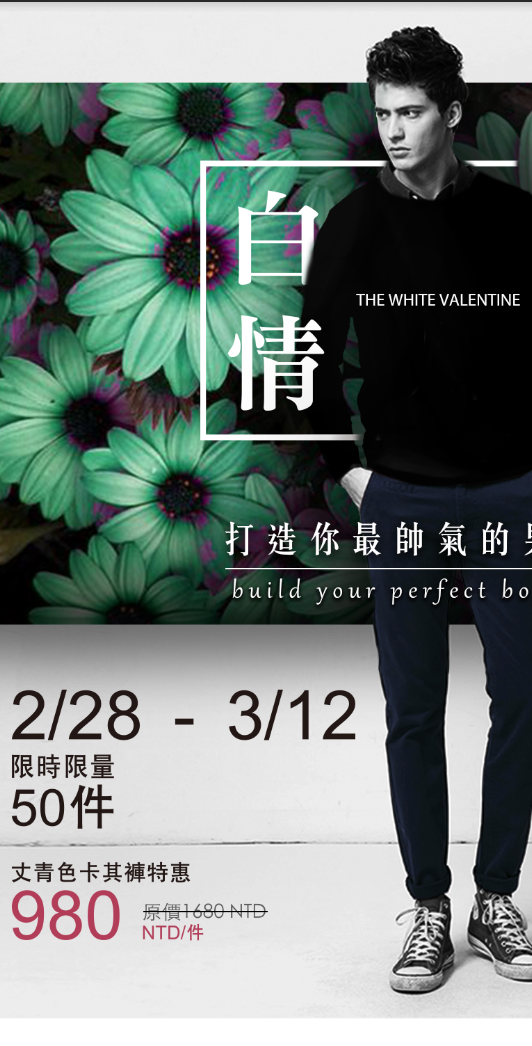 白
情
THE WHITE VALENTINE
打造你最帥氣的
build your perfect bo
2/28 - 3/12
限時限量
50件
丈青色卡其褲特惠
980 原價1680 NTD
NTD/件